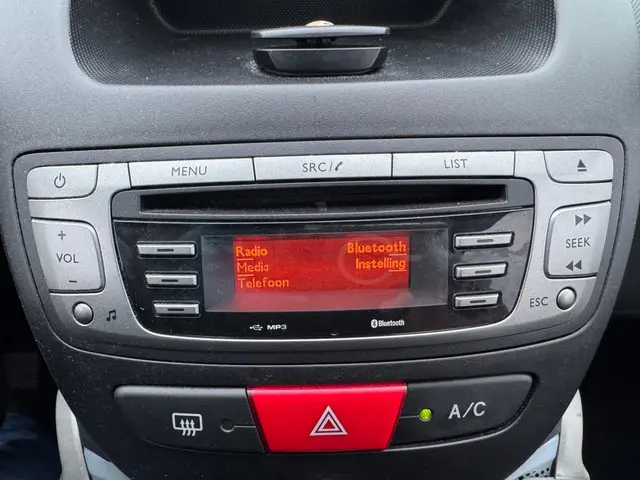 MENU SRC/ LIST
+
VOL
-
SEEK
ESC
Radio Bluetooth
Media Instelling
Telefoon
MP3 Bluetooth
A/C